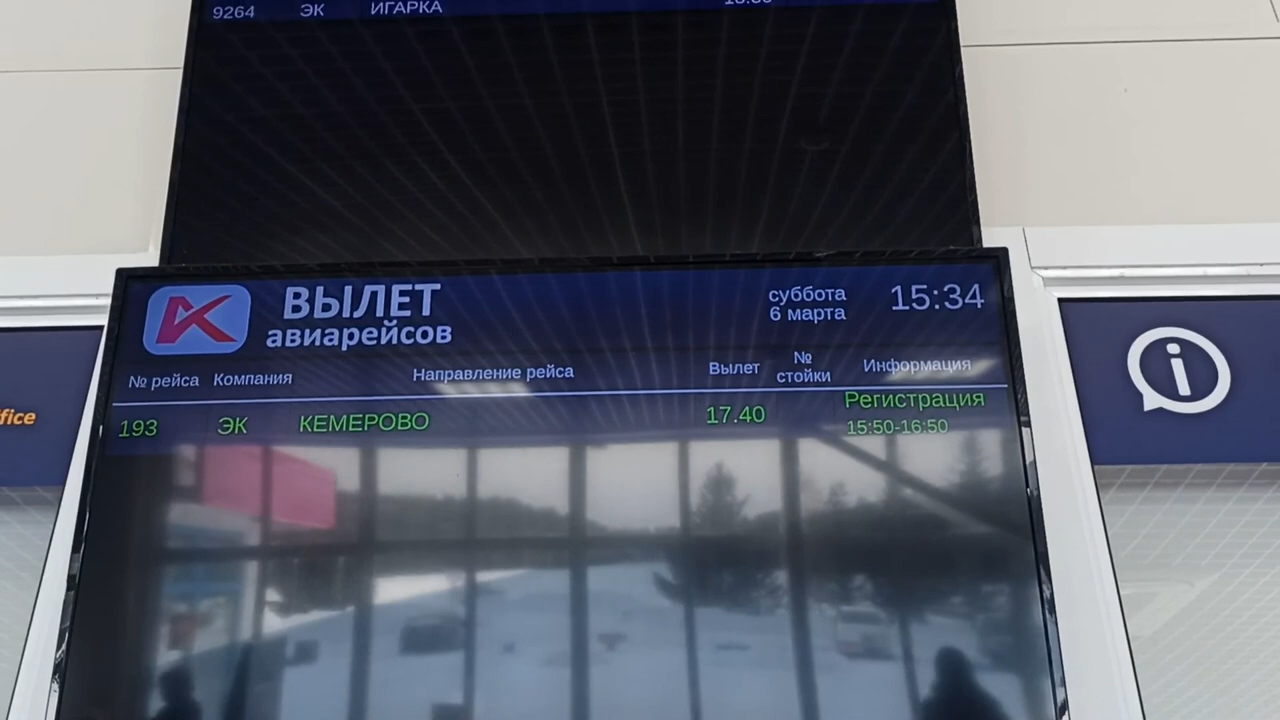 9264 ЭК ИГАРКА
ВЫЛЕТ
авиарейсов
суббота
6 марта
15:34
№ рейса Компания Направление рейса Вылет № стойки Информация
193 ЭК КЕМЕРОВО 17.40 Регистрация
15:50-16:50